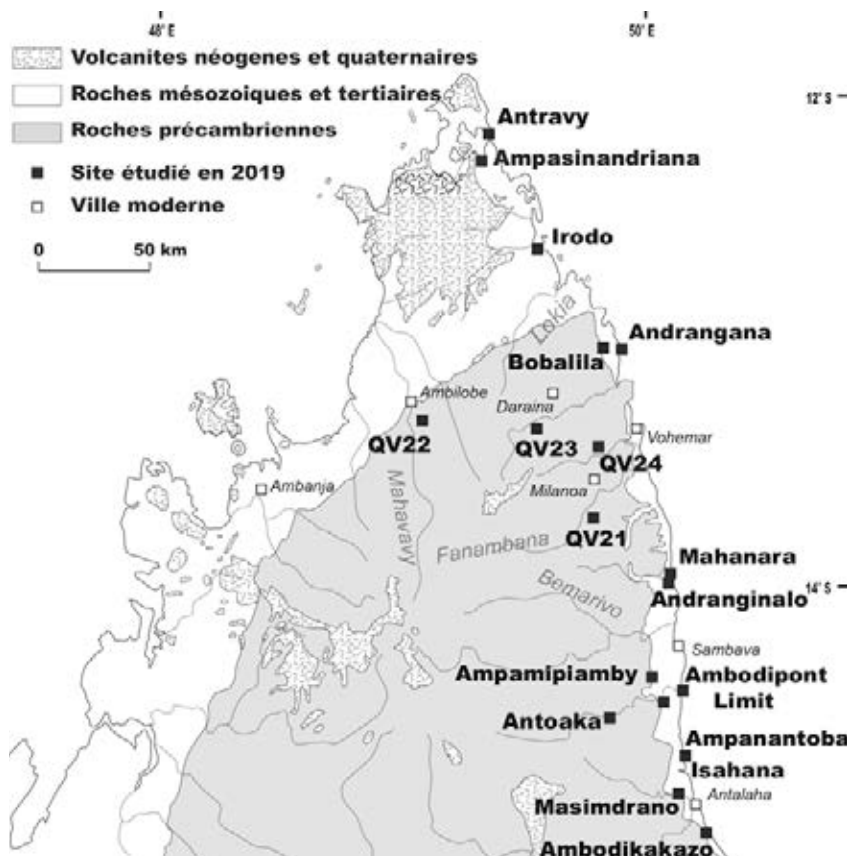 48° E
50° E
Volcanites néogenes et quaternaires
Roches mésozoiques et tertiaires
12° S
Roches précambriennes
Antravy
Ampasinandriana
Site étudié en 2019
Ville moderne
0
50 km
Irodo
Lokia
Andrangana
Bobalila
Ambilobe
Daraina
QV22
QV23
Vohemar
QV24
Ambanja
Mahavavy
Milanoa
QV21
Fanambana
Mahanara
Bemarivo
14° S
Andranginalo
Sambava
Ampamipiamby
Ambodipont
Limit
Antoaka
Ampanantoba
Isahana
Masimdrano
Antalaha
Ambodikakazo